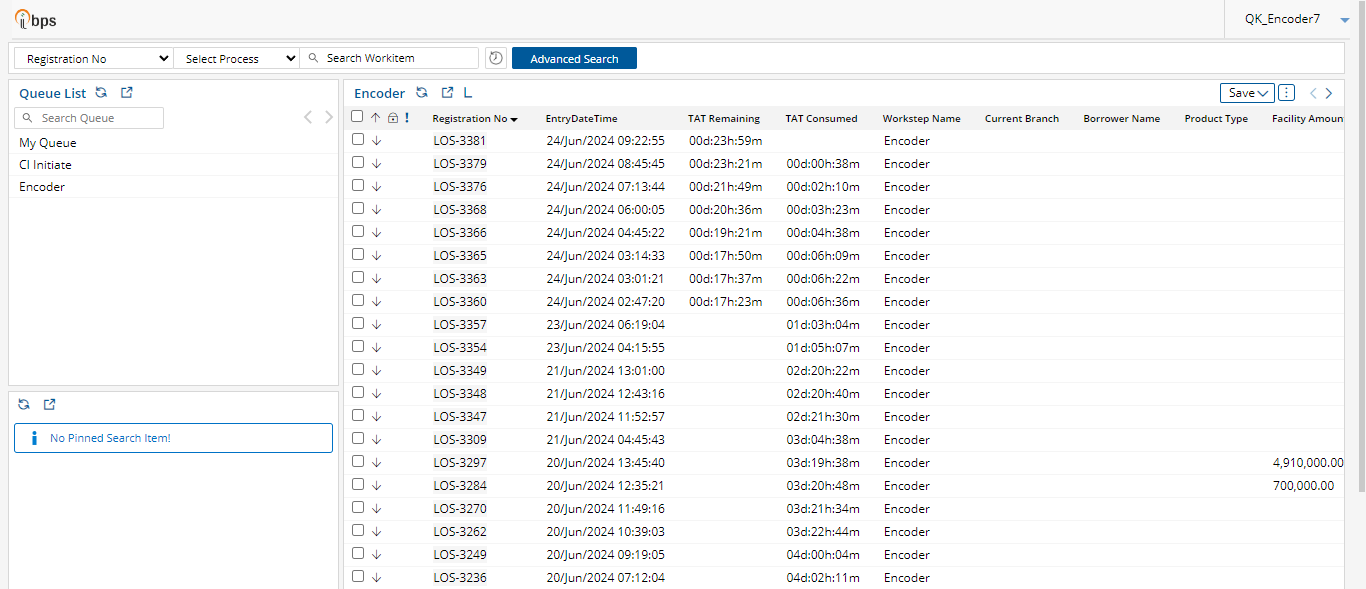 ibps
QK_Encoder7
Registration No Select Process Search Workitem Advanced Search
Queue List
Search Queue
My Queue
CI Initiate
Encoder
No Pinned Search Item!
Encoder L Save
Registration No EntryDateTime TAT Remaining TAT Consumed Workstep Name Current Branch Borrower Name Product Type Facility Amoun
LOS-3381 24/Jun/2024 09:22:55 00d:23h:59m Encoder
LOS-3379 24/Jun/2024 08:45:45 00d:23h:21m 00d:00h:38m Encoder
LOS-3376 24/Jun/2024 07:13:44 00d:21h:49m 00d:02h:10m Encoder
LOS-3368 24/Jun/2024 06:00:05 00d:20h:36m 00d:03h:23m Encoder
LOS-3366 24/Jun/2024 04:45:22 00d:19h:21m 00d:04h:38m Encoder
LOS-3365 24/Jun/2024 03:14:33 00d:17h:50m 00d:06h:09m Encoder
LOS-3363 24/Jun/2024 03:01:21 00d:17h:37m 00d:06h:22m Encoder
LOS-3360 24/Jun/2024 02:47:20 00d:17h:23m 00d:06h:36m Encoder
LOS-3357 23/Jun/2024 06:19:04 01d:03h:04m Encoder
LOS-3354 23/Jun/2024 04:15:55 01d:05h:07m Encoder
LOS-3349 21/Jun/2024 13:01:00 02d:20h:22m Encoder
LOS-3348 21/Jun/2024 12:43:16 02d:20h:40m Encoder
LOS-3347 21/Jun/2024 11:52:57 02d:21h:30m Encoder
LOS-3309 21/Jun/2024 04:45:43 03d:04h:38m Encoder
LOS-3297 20/Jun/2024 13:45:40 03d:19h:38m Encoder 4,910,000.00
LOS-3284 20/Jun/2024 12:35:21 03d:20h:48m Encoder 700,000.00
LOS-3270 20/Jun/2024 11:49:16 03d:21h:34m Encoder
LOS-3262 20/Jun/2024 10:39:03 03d:22h:44m Encoder
LOS-3249 20/Jun/2024 09:19:05 04d:00h:04m Encoder
LOS-3236 20/Jun/2024 07:12:04 04d:02h:11m Encoder